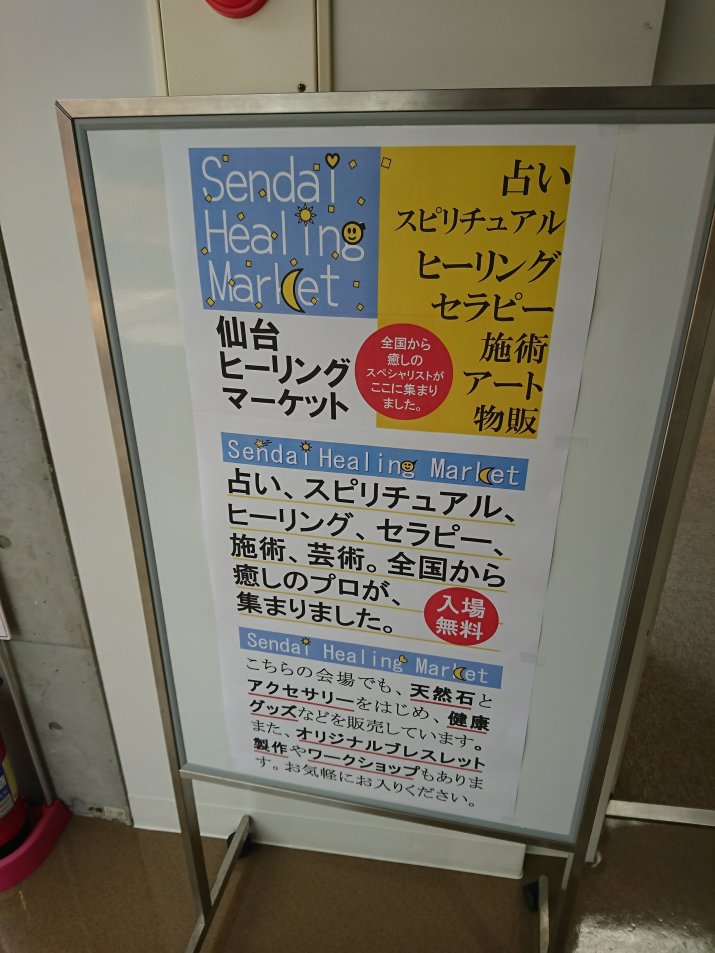 Sendai
Healing
Market
仙台
ヒーリング
マーケット
占い
スピリチュアル
ヒーリング
セラピー
施術
アート
物販
全国から
癒しの
スペシャリストが
ここに集まり
ました。
Sendai Healing Market
占い、スピリチュアル、
ヒーリング、セラピー、
施術、芸術。全国から
癒しのプロが、
集まりました。
入場
無料
Sendai Healing Market
こちらの会場でも、天然石と
アクセサリーをはじめ、健康
グッズなどを販売しています。
また、オリジナルブレスレット
製作やワークショップもありま
す。お気軽にお入りください。